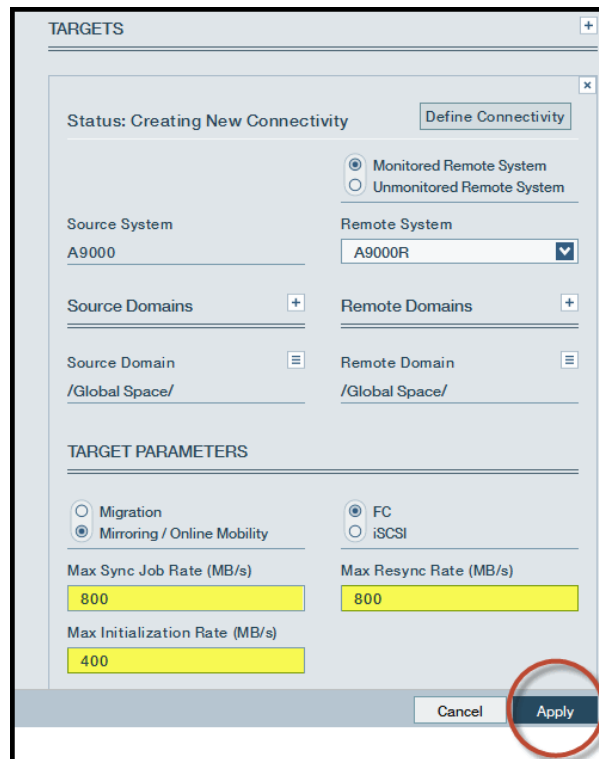 TARGETS
Status: Creating New Connectivity
Define Connectivity
Monitored Remote System
Unmonitored Remote System
Source System
Remote System
A9000
A9000R
Source Domains
Remote Domains
Source Domain
Remote Domain
/Global Space/
/Global Space/
TARGET PARAMETERS
Migration
FC
Mirroring / Online Mobility
iSCSI
Max Sync Job Rate (MB/s)
Max Resync Rate (MB/s)
800
800
Max Initialization Rate (MB/s)
400
Cancel
Apply